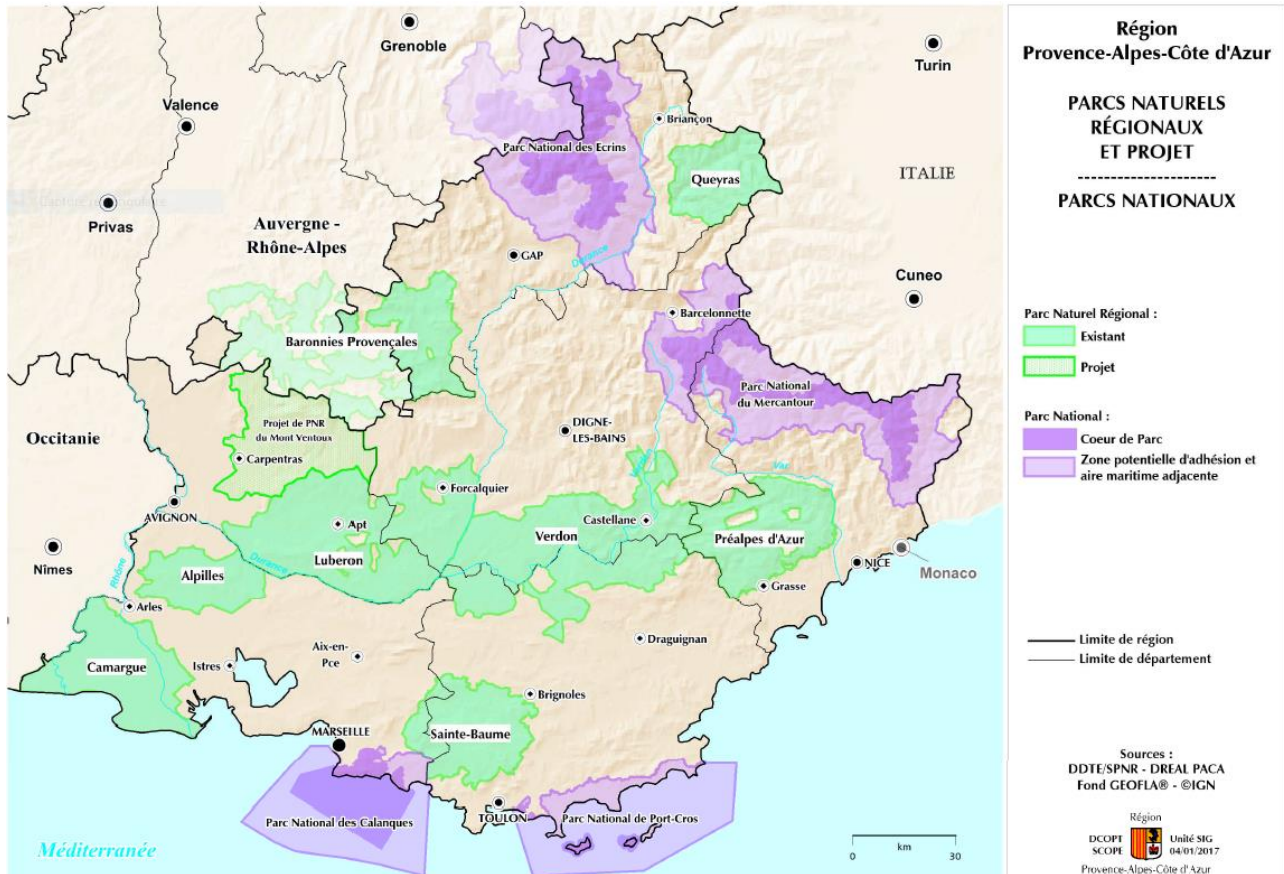 Grenoble
Turin
Valence
Briançon
Parc National des Ecrins
Queyras
ITALIE
Privas
Auvergne -
Rhône-Alpes
GAP
Durance
Cuneo
Barcelonnette
Baronnies Provençales
Parc National
du Mercantour
Occitanie
Projet de PNR
du Mont Ventoux
Carpentras
DIGNE-
LES-BAINS
Verdon
Var
Forcalquier
AVIGNON
Apt
Castellane
Nîmes
Rhône
Alpilles
Durance
Luberon
Verdon
Préalpes d'Azur
NICE
Monaco
Grasse
Arles
Draguignan
Camargue
Istres
Aix-en-
Pce
Brignoles
MARSEILLE
Sainte-Baume
TOULON
Parc National des Calanques
Parc National de Port-Cros
Méditerranée
km
0
30
Région
Provence-Alpes-Côte d'Azur
PARCS NATURELS
RÉGIONAUX
ET PROJET
---------------------
PARCS NATIONAUX
Parc Naturel Régional :
Existant
Projet
Parc National :
Coeur de Parc
Zone potentielle d'adhésion et
aire maritime adjacente
Limite de région
Limite de département
Sources :
DDTE/SPNR - DREAL PACA
Fond GEOFLA® - ©IGN
Région
DCOPT Unité SIG
SCOPE 04/01/2017
Provence-Alpes-Côte d'Azur